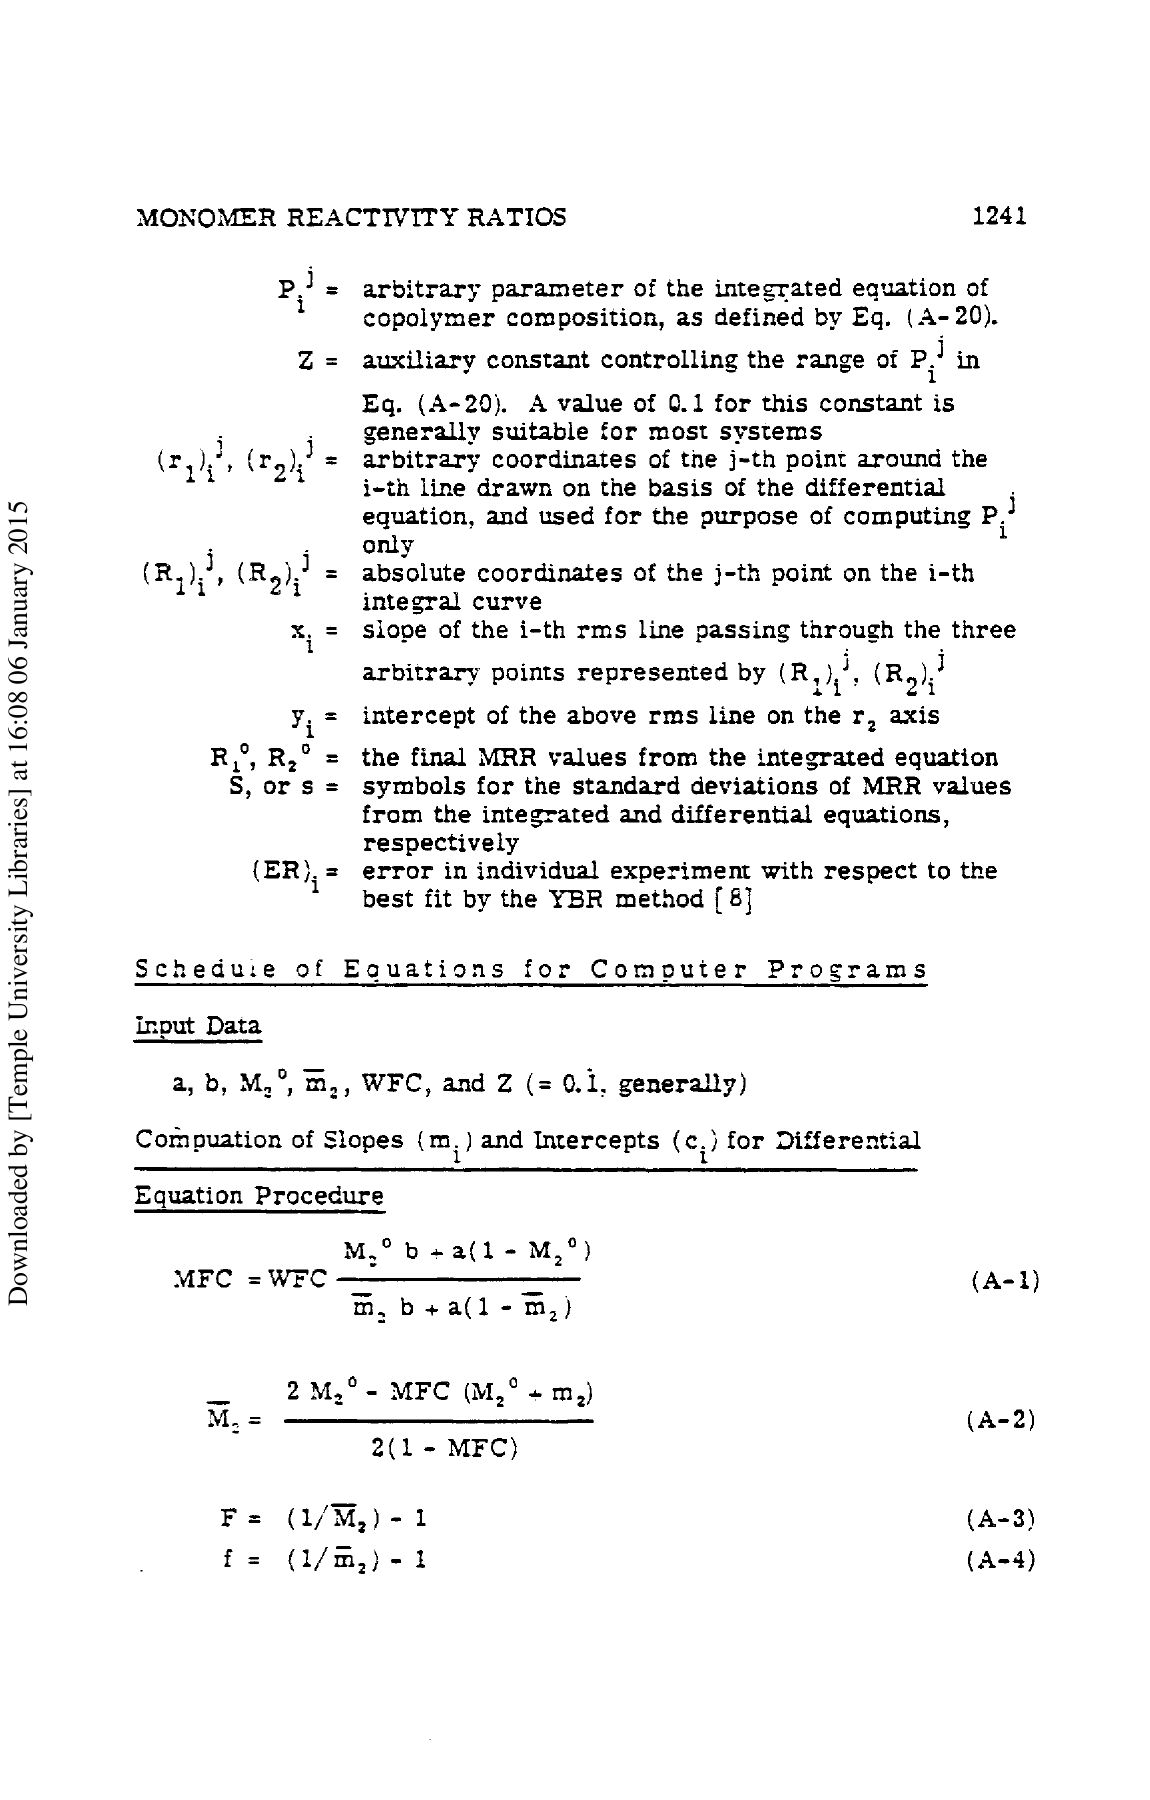 MONOMER REACTIVITY RATIOS 1241
P_i^j = arbitrary parameter of the integrated equation of
copolymer composition, as defined by Eq. (A-20).
Z = auxiliary constant controlling the range of P_i^j in
Eq. (A-20). A value of 0.1 for this constant is
generally suitable for most systems
(r_1)_i^j, (r_2)_i^j = arbitrary coordinates of the j-th point around the
i-th line drawn on the basis of the differential
equation, and used for the purpose of computing P_i^j
only
(R_1)_i^j, (R_2)_i^j = absolute coordinates of the j-th point on the i-th
integral curve
x_i = slope of the i-th rms line passing through the three
arbitrary points represented by (R_1)_i^j, (R_2)_i^j
y_i = intercept of the above rms line on the r_2 axis
R_1^0, R_2^0 = the final MRR values from the integrated equation
S, or s = symbols for the standard deviations of MRR values
from the integrated and differential equations,
respectively
(ER)_i = error in individual experiment with respect to the
best fit by the YBR method [8]
Schedule of Equations for Computer Programs
Input Data
a, b, M_2^0, m̅_2, WFC, and Z (= 0.1, generally)
Compuation of Slopes (m_i) and Intercepts (c_i) for Differential
Equation Procedure
M_2^0 b + a(1 - M_2^0)
MFC = WFC (A-1)
m̅_2 b + a(1 - m̅_2)
2 M_2^0 - MFC (M_2^0 + m_2)
M̅_2 = (A-2)
2(1 - MFC)
F = (1/M̅_2) - 1 (A-3)
f = (1/m̅_2) - 1 (A-4)
Downloaded by [Temple University Libraries] at 16:08 06 January 2015